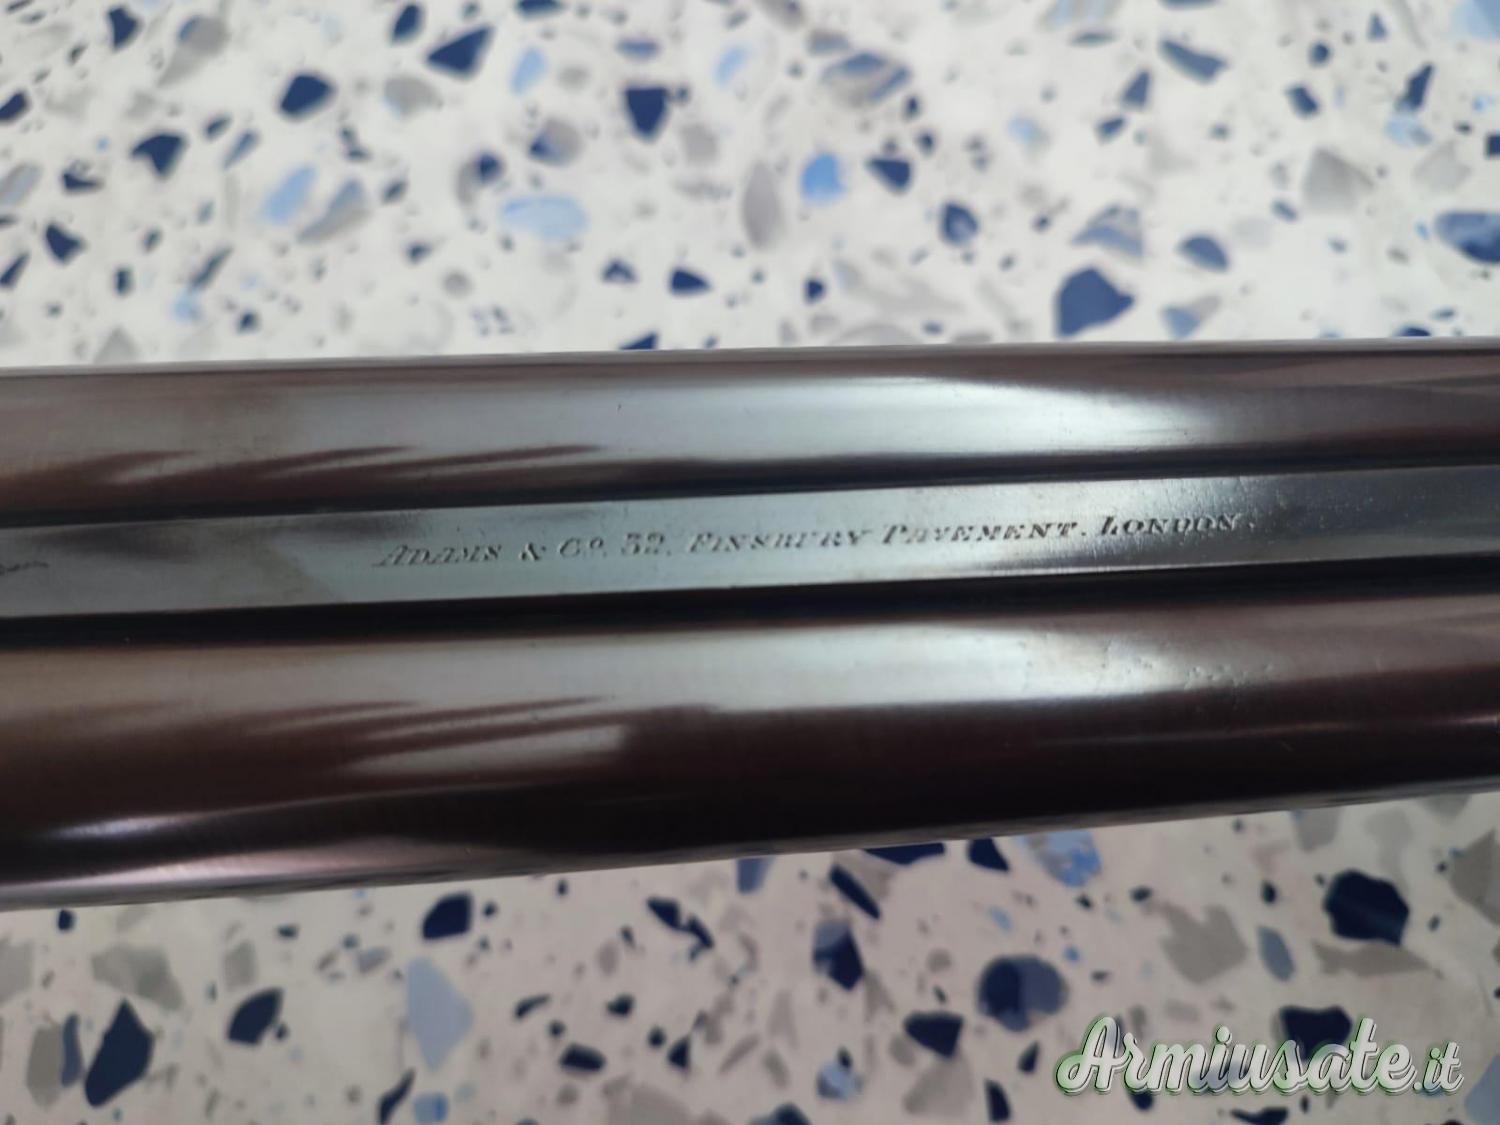 ADAMS & Co. 32, FINSBURY PAVEMENT. LONDON.
Armiusate.it